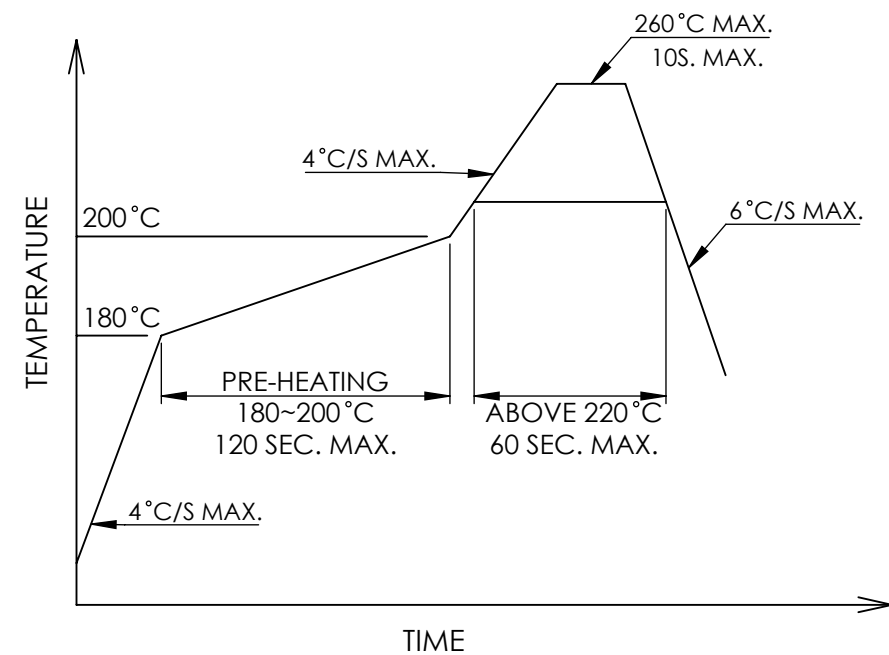 260°C MAX.
10S. MAX.
4°C/S MAX.
200°C
6°C/S MAX.
180°C
TEMPERATURE
PRE-HEATING
180~200°C
120 SEC. MAX.
ABOVE 220°C
60 SEC. MAX.
4°C/S MAX.
TIME